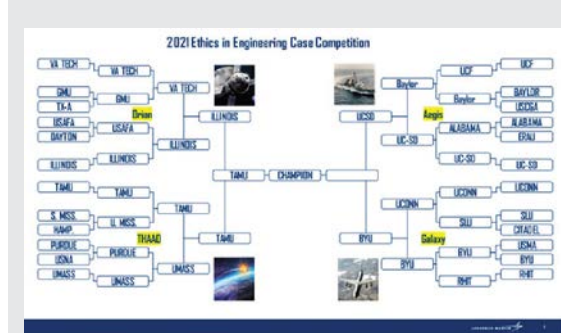 2021 Ethics in Engineering Case Competition
VA TECH
VA TECH
GMU
TX-A
GMU
VA TECH
Orian
USAFA
DAYTON
USAFA
ILLINOIS
ILLINOIS
ILLINOIS
ILLINOIS
TAMU
TAMU
S. MISS.
HAMP.
U. MISS.
TAMU
THAAD
PURDUE
USNA
PURDUE
UMASS
UMASS
UMASS
TAMU
TAMU
CHAMPION
UCSD
Baylor
UCF
UCF
Baylor
BAYLOR
USCGA
Aegis
ALABAMA
ALABAMA
ERAU
UC-SD
UC-SD
UC-SD
UCONN
UCONN
UCONN
SLU
SLU
CITADEL
BYU
Galaxy
BYU
BYU
USMA
BYU
RHIT
RHIT
LOCKHEED MARTIN